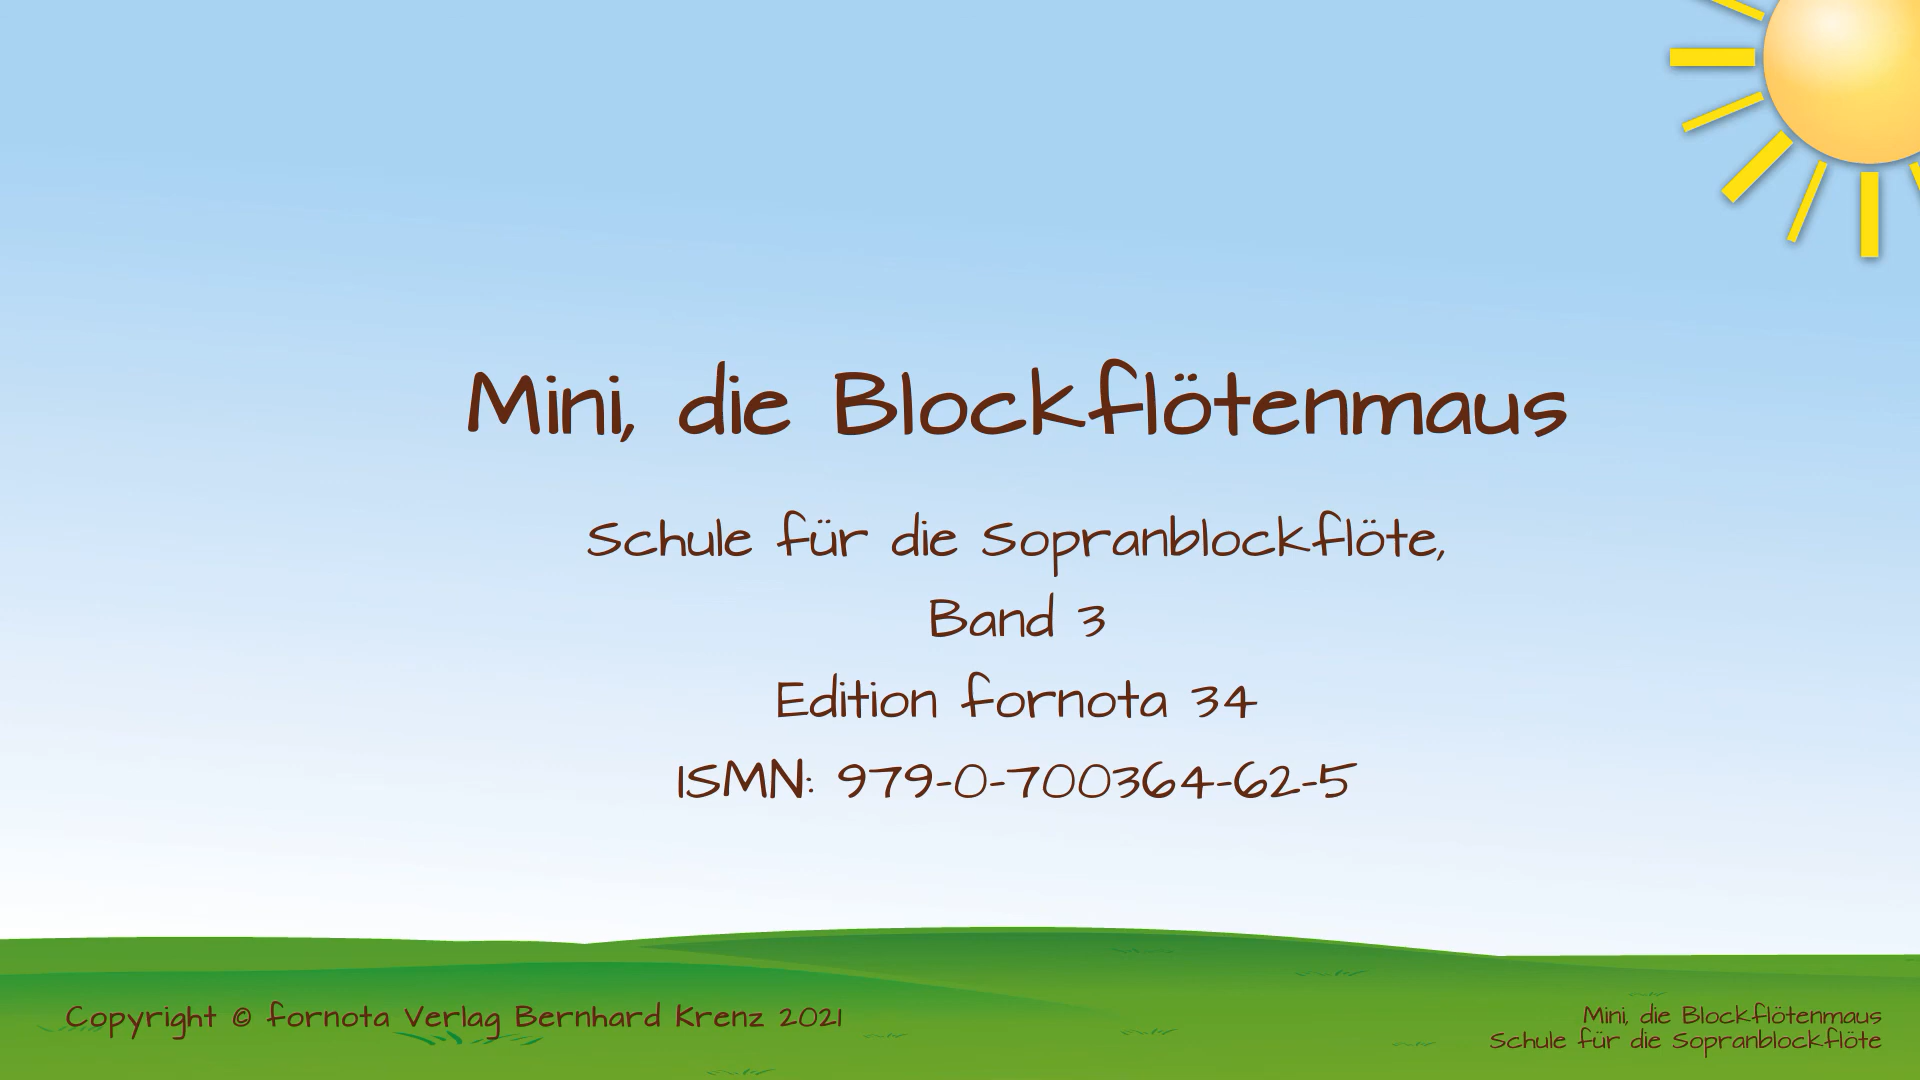 Mini, die Blockflötenmaus
Schule für die Sopranblockflöte,
Band 3
Edition fornota 34
ISMN: 979-0-700364-62-5
Copyright © fornota Verlag Bernhard Krenz 2021
Mini, die Blockflötenmaus
Schule für die Sopranblockflöte